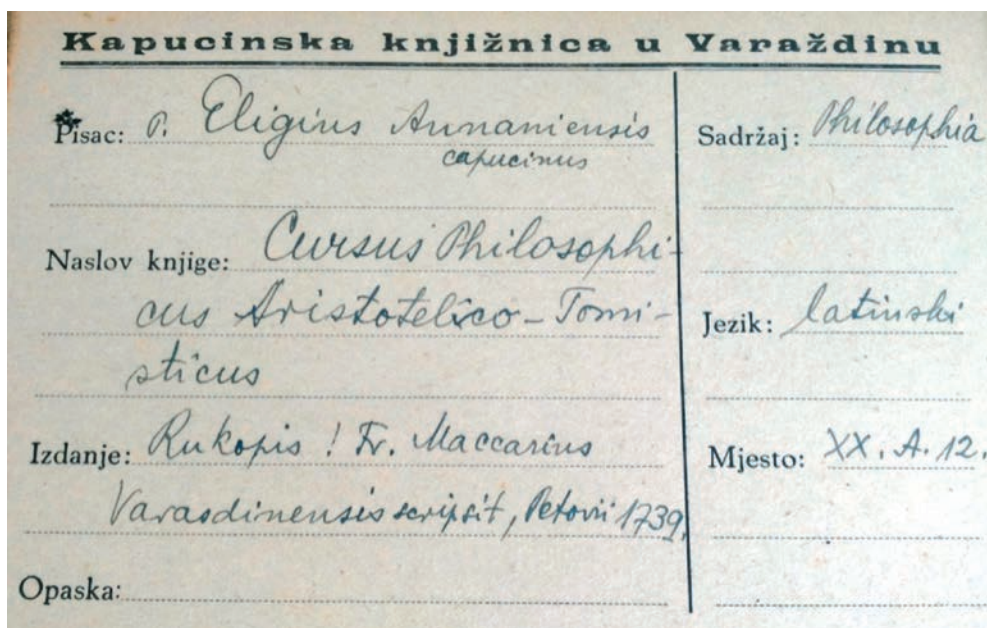 Kapucinska knjižnica u Varaždinu
Pisac: P. Eligius Annaniensis
capucinus
Sadržaj: Philosophia
Naslov knjige: Cursus Philosophi-
cus Aristotelico-Tomi-
sticus
Jezik: latinski
Izdanje: Rukopis! Fr. Maccarius
Varasdinensis scripsit, Petovii 1739.
Mjesto: XX. A. 12.
Opaska: